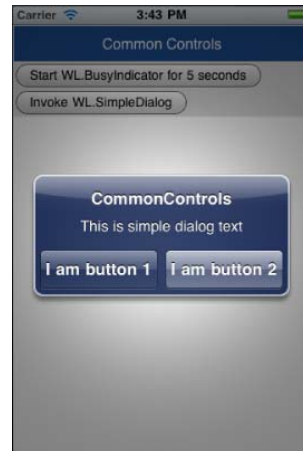 Carrier 3:43 PM
Common Controls
Start WL.BusyIndicator for 5 seconds
Invoke WL.SimpleDialog
CommonControls
This is simple dialog text
I am button 1 I am button 2